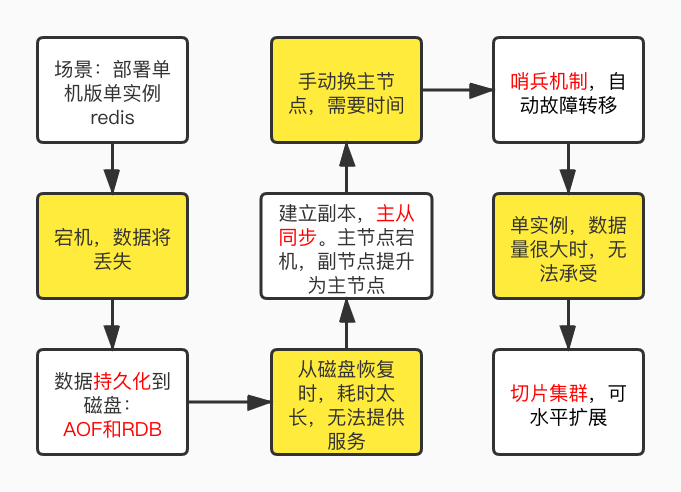 场景：部署单
机版单实例
redis
宕机，数据将
丢失
数据持久化到
磁盘：
AOF和RDB
从磁盘恢复
时，耗时太
长，无法提供
服务
建立副本，主从
同步。主节点宕
机，副节点提升
为主节点
手动换主节
点，需要时间
哨兵机制，自
动故障转移
单实例，数据
量很大时，无
法承受
切片集群，可
水平扩展